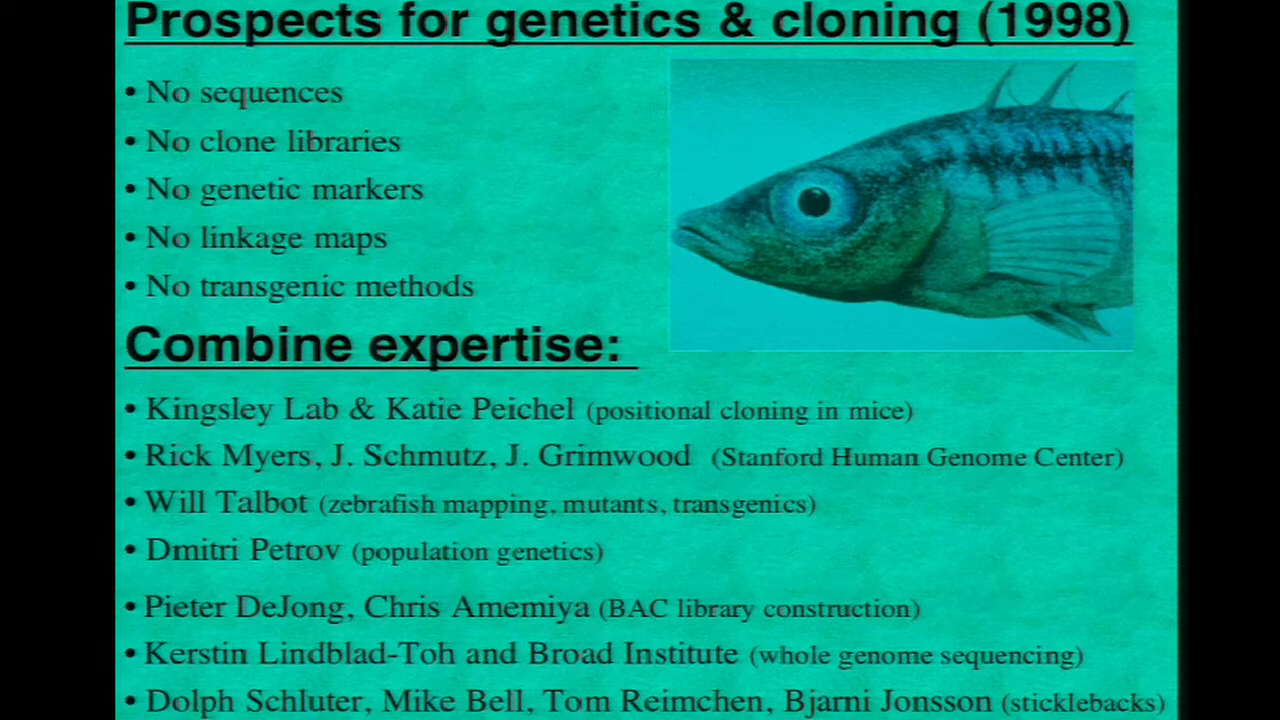 Prospects for genetics & cloning (1998)
• No sequences
• No clone libraries
• No genetic markers
• No linkage maps
• No transgenic methods
Combine expertise:
• Kingsley Lab & Katie Peichel (positional cloning in mice)
• Rick Myers, J. Schmutz, J. Grimwood (Stanford Human Genome Center)
• Will Talbot (zebrafish mapping, mutants, transgenics)
• Dmitri Petrov (population genetics)
• Pieter DeJong, Chris Amemiya (BAC library construction)
• Kerstin Lindblad-Toh and Broad Institute (whole genome sequencing)
• Dolph Schluter, Mike Bell, Tom Reimchen, Bjarni Jonsson (sticklebacks)